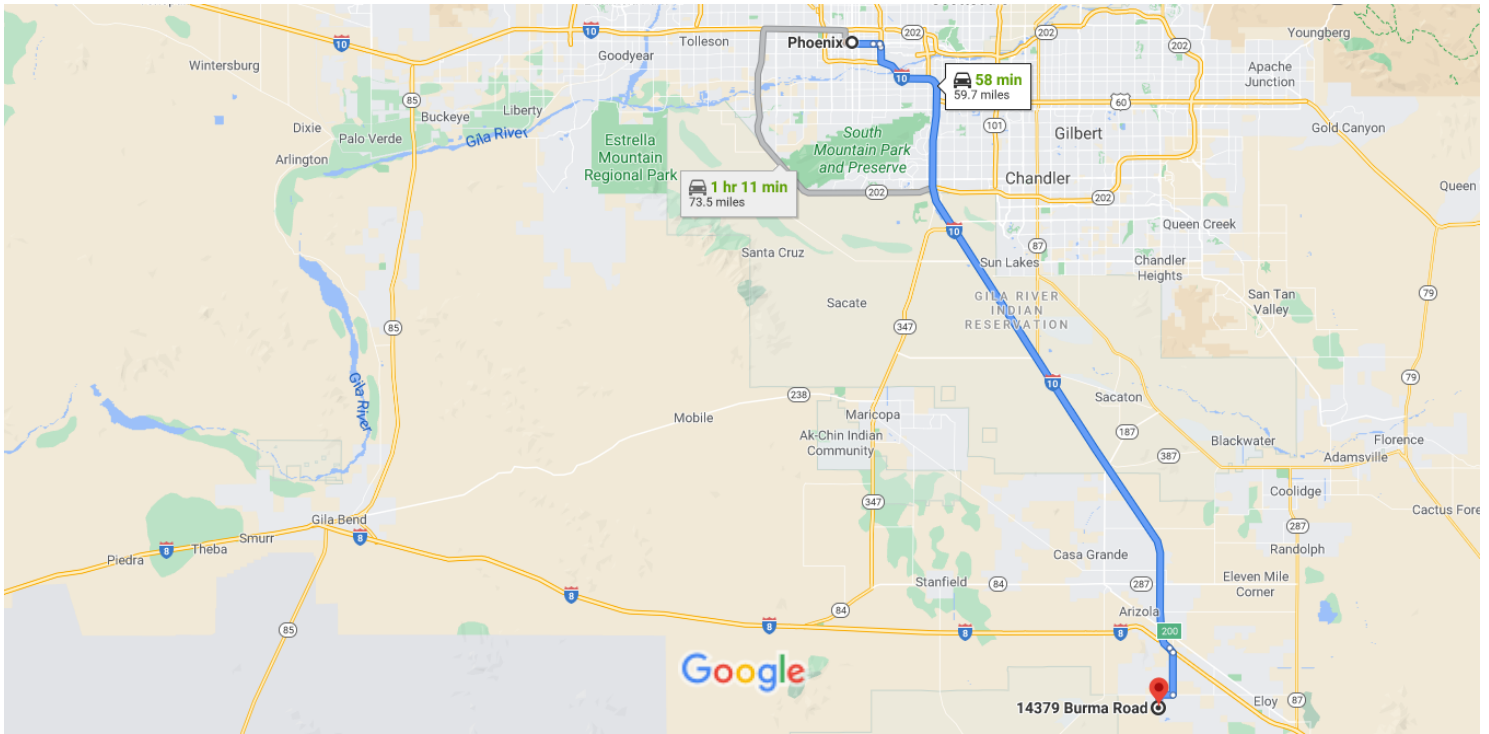 10
10
Wintersburg
Goodyear
Tolleson
Phoenix
202
202
202
Youngberg
Apache
Junction
85
Buckeye
Liberty
Dixie
Palo Verde
Gila River
Arlington
Estrella
Mountain
Regional Park
South
Mountain Park
and Preserve
10
58 min
59.7 miles
60
101
Gilbert
Gold Canyon
1 hr 11 min
73.5 miles
202
Chandler
202
Queen
10
Queen Creek
87
Santa Cruz
Sun Lakes
Chandler
Heights
Sacate
GILA RIVER
INDIAN
RESERVATION
San Tan
Valley
79
85
347
Gila River
10
79
238
Mobile
Maricopa
Sacaton
Ak-Chin Indian
Community
187
387
Blackwater
Florence
Adamsville
347
Coolidge
Cactus Fore
Gila Bend
287
Smurr
8
8
Theba
Piedra
Casa Grande
Randolph
Stanfield
84
287
Eleven Mile
Corner
8
84
Arizola
85
8
8
8
200
Google
14379 Burma Road
Eloy
87